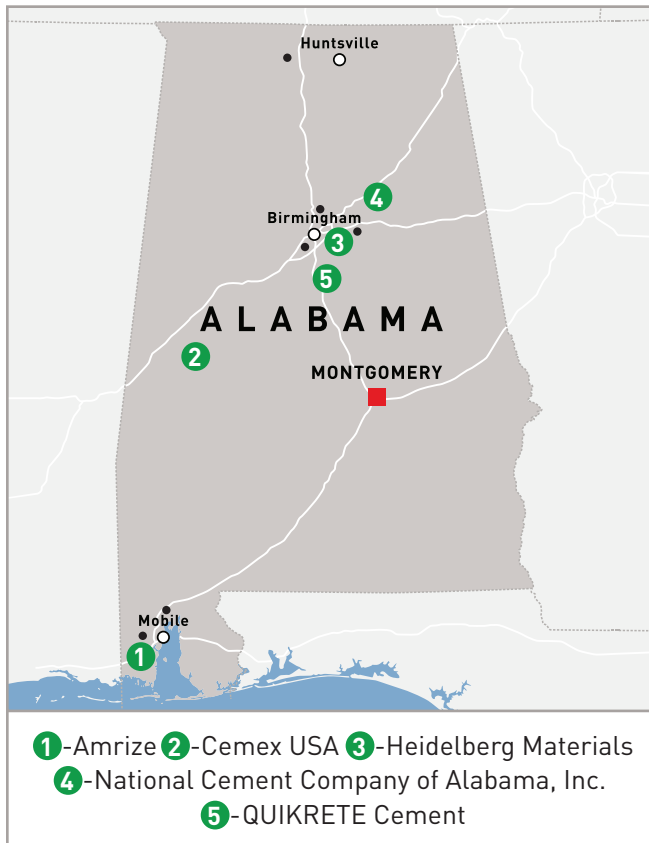 Huntsville
4
Birmingham
3
5
ALABAMA
2
MONTGOMERY
Mobile
1
1-Amrize 2-Cemex USA 3-Heidelberg Materials
4-National Cement Company of Alabama, Inc.
5-QUIKRETE Cement